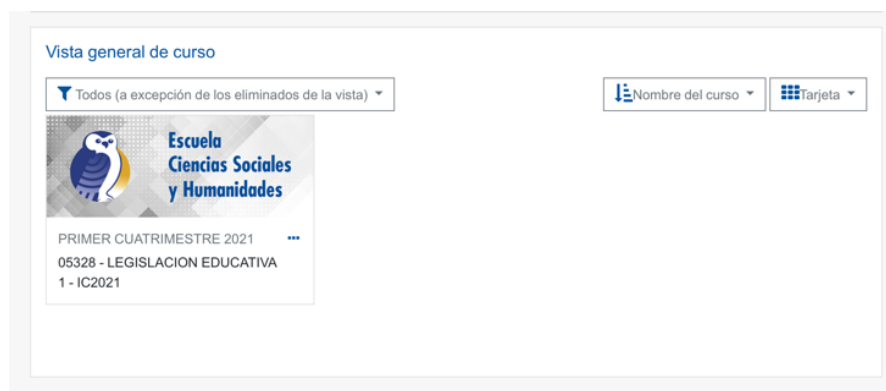 Vista general de curso
Todos (a excepción de los eliminados de la vista)
Nombre del curso
Tarjeta
Escuela
Ciencias Sociales
y Humanidades
PRIMER CUATRIMESTRE 2021
05328 - LEGISLACION EDUCATIVA
1 - IC2021